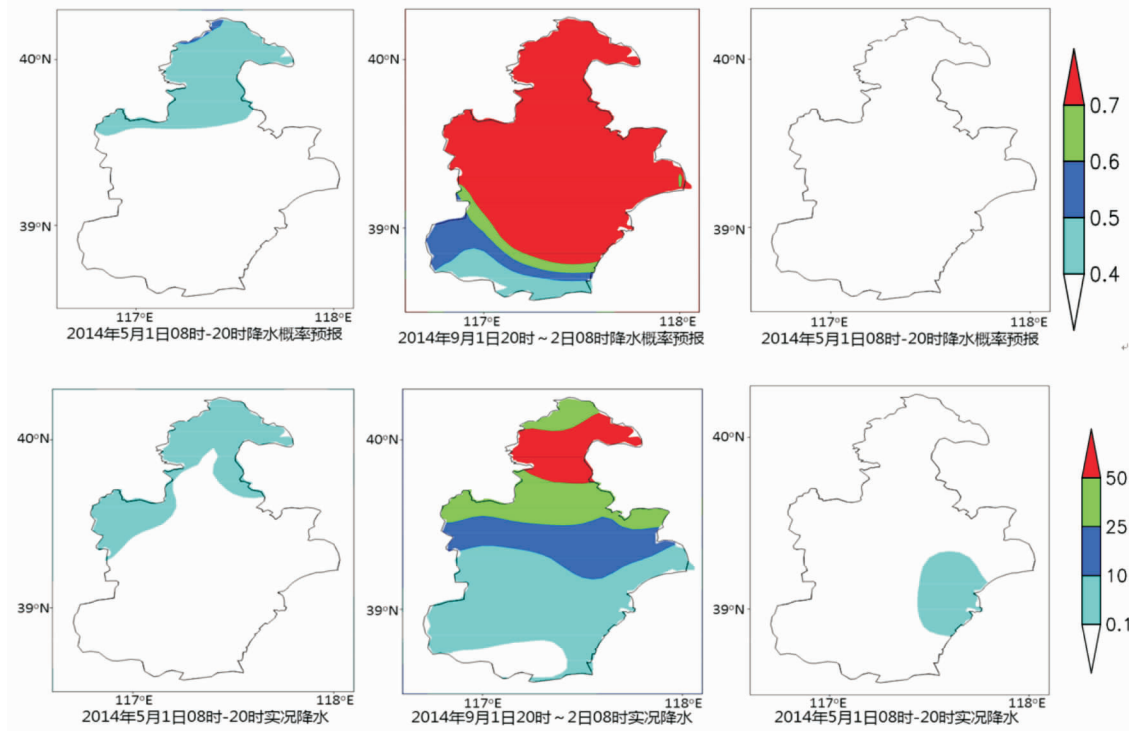 40°N
39°N
117°E
118°E
2014年5月1日08时-20时降水概率预报
40°N
39°N
117°E
118°E
2014年9月1日20时～2日08时降水概率预报
40°N
39°N
117°E
118°E
2014年5月1日08时-20时降水概率预报
0.7
0.6
0.5
0.4
40°N
39°N
117°E
118°E
2014年5月1日08时-20时实况降水
40°N
39°N
117°E
118°E
2014年9月1日20时～2日08时实况降水
40°N
39°N
117°E
118°E
2014年5月1日08时-20时实况降水
50
25
10
0.1